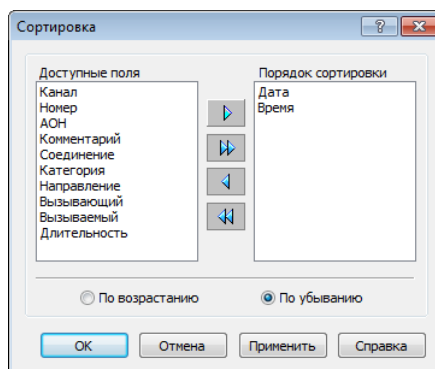 Сортировка
Доступные поля
Порядок сортировки
Канал
Номер
АОН
Комментарий
Соединение
Категория
Направление
Вызывающий
Вызываемый
Длительность
Дата
Время
По возрастанию
По убыванию
ОК
Отмена
Применить
Справка